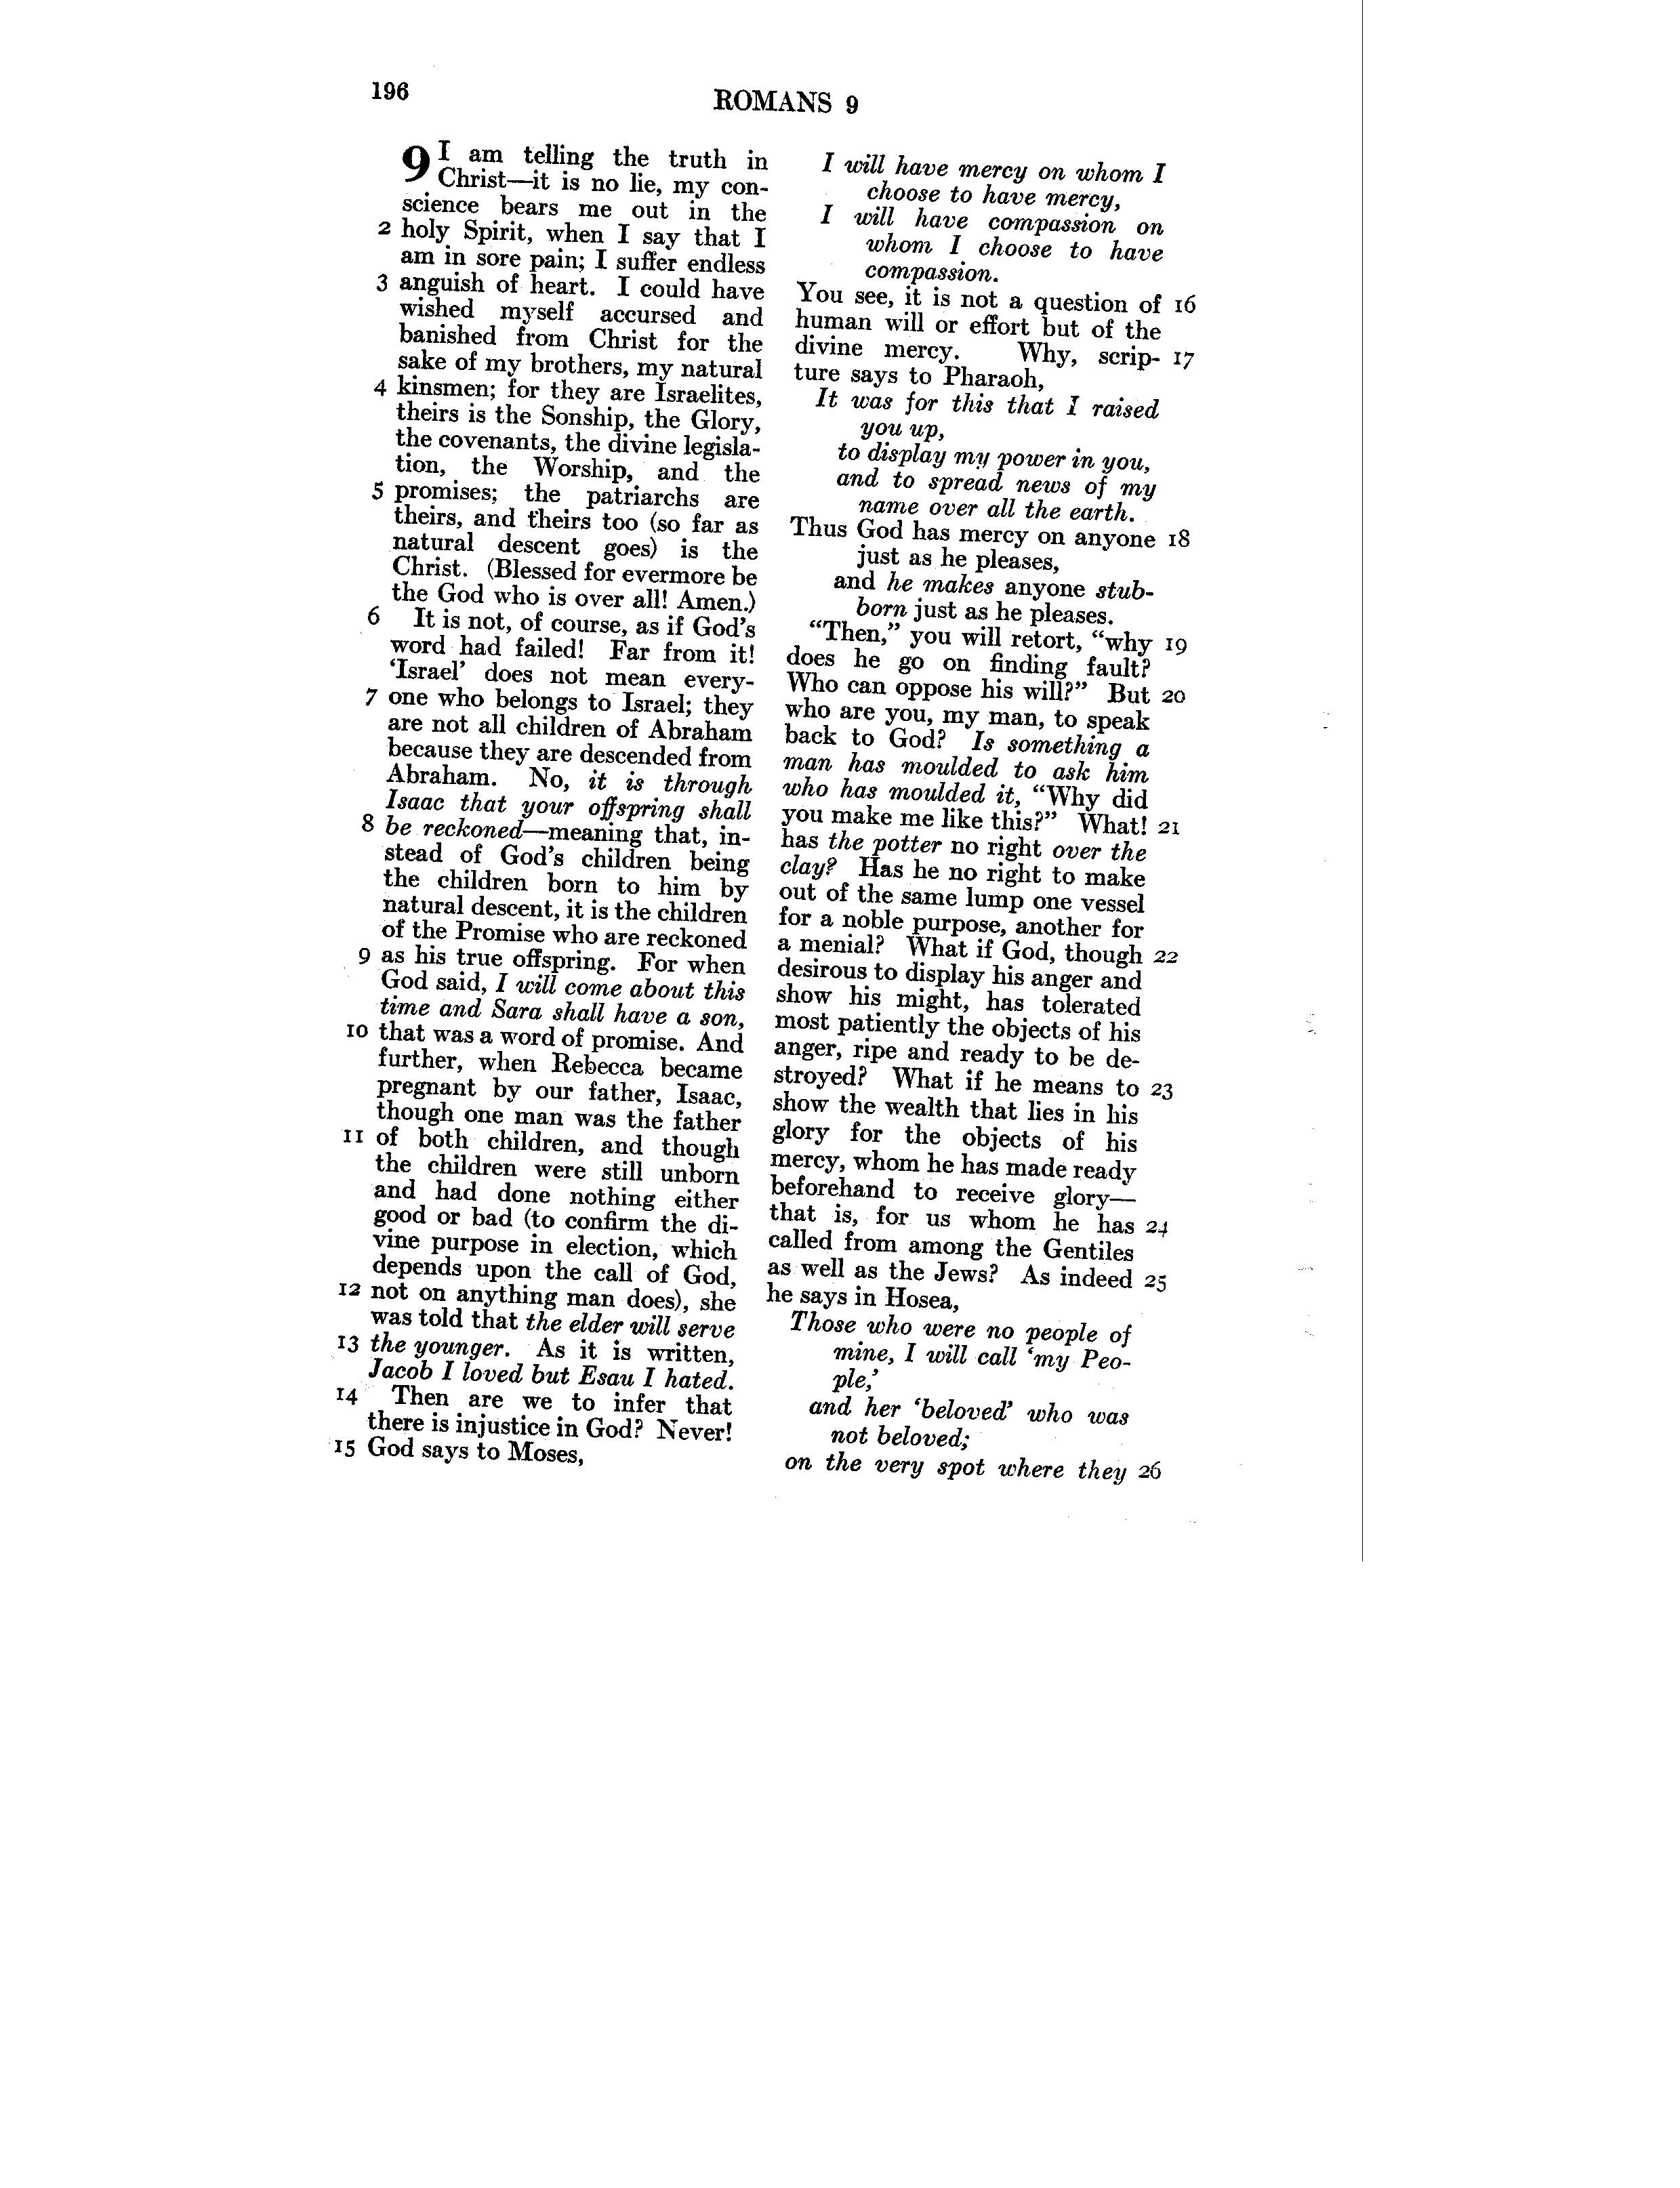 196
ROMANS 9
9 I am telling the truth in
Christ—it is no lie, my con-
science bears me out in the
2 holy Spirit, when I say that I
am in sore pain; I suffer endless
3 anguish of heart. I could have
wished myself accursed and
banished from Christ for the
sake of my brothers, my natural
4 kinsmen; for they are Israelites,
theirs is the Sonship, the Glory,
the covenants, the divine legisla-
tion, the Worship, and the
5 promises; the patriarchs are
theirs, and theirs too (so far as
natural descent goes) is the
Christ. (Blessed for evermore be
the God who is over all! Amen.)
6 It is not, of course, as if God's
word had failed! Far from it!
'Israel' does not mean every-
7 one who belongs to Israel; they
are not all children of Abraham
because they are descended from
Abraham. No, it is through
Isaac that your offspring shall
8 be reckoned—meaning that, in-
stead of God's children being
the children born to him by
natural descent, it is the children
of the Promise who are reckoned
9 as his true offspring. For when
God said, I will come about this
time and Sara shall have a son,
10 that was a word of promise. And
further, when Rebecca became
pregnant by our father, Isaac,
though one man was the father
11 of both children, and though
the children were still unborn
and had done nothing either
good or bad (to confirm the di-
vine purpose in election, which
depends upon the call of God,
12 not on anything man does), she
was told that the elder will serve
13 the younger. As it is written,
Jacob I loved but Esau I hated.
14 Then are we to infer that
there is injustice in God? Never!
15 God says to Moses,
I will have mercy on whom I
choose to have mercy,
I will have compassion on
whom I choose to have
compassion.
You see, it is not a question of 16
human will or effort but of the
divine mercy. Why, scrip- 17
ture says to Pharaoh,
It was for this that I raised
you up,
to display my power in you,
and to spread news of my
name over all the earth.
Thus God has mercy on anyone 18
just as he pleases,
and he makes anyone stub-
born just as he pleases.
"Then," you will retort, "why 19
does he go on finding fault?
Who can oppose his will?" But 20
who are you, my man, to speak
back to God? Is something a
man has moulded to ask him
who has moulded it, "Why did
you make me like this?" What! 21
has the potter no right over the
clay? Has he no right to make
out of the same lump one vessel
for a noble purpose, another for
a menial? What if God, though 22
desirous to display his anger and
show his might, has tolerated
most patiently the objects of his
anger, ripe and ready to be de-
stroyed? What if he means to 23
show the wealth that lies in his
glory for the objects of his
mercy, whom he has made ready
beforehand to receive glory—
that is, for us whom he has 24
called from among the Gentiles
as well as the Jews? As indeed 25
he says in Hosea,
Those who were no people of
mine, I will call 'my Peo-
ple,'
and her 'beloved' who was
not beloved;
on the very spot where they 26